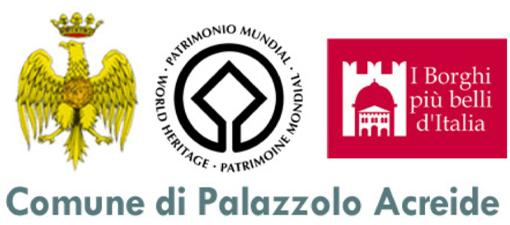 · PATRIMONIO MUNDIAL · WORLD HERITAGE · PATRIMOINE MONDIAL
I Borghi
più belli
d'Italia
Comune di Palazzolo Acreide